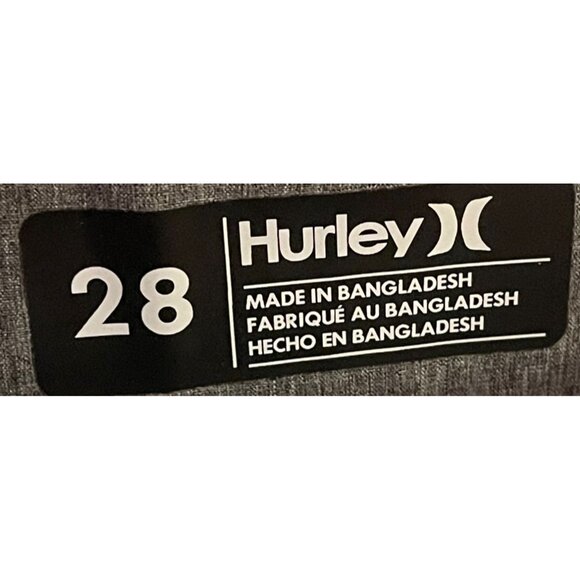 28
Hurley
MADE IN BANGLADESH
FABRIQUÉ AU BANGLADESH
HECHO EN BANGLADESH